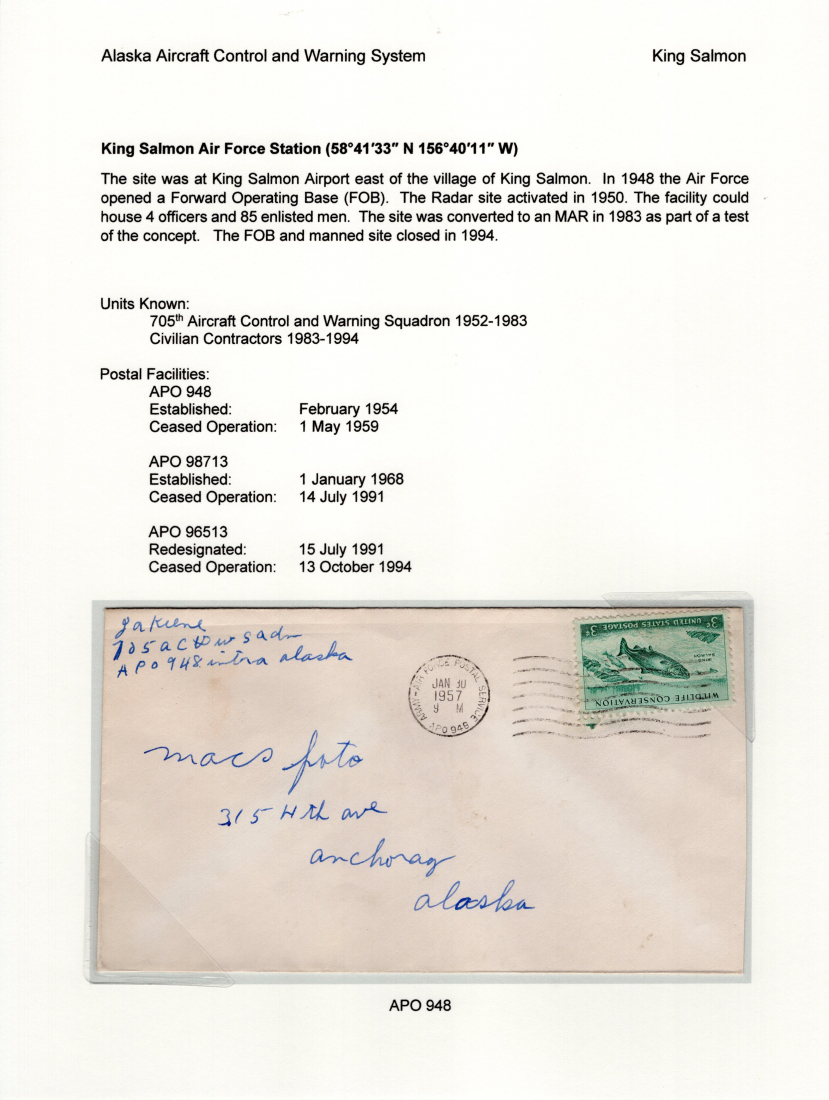 Alaska Aircraft Control and Warning System King Salmon
King Salmon Air Force Station (58°41'33" N 156°40'11" W)
The site was at King Salmon Airport east of the village of King Salmon. In 1948 the Air Force
opened a Forward Operating Base (FOB). The Radar site activated in 1950. The facility could
house 4 officers and 85 enlisted men. The site was converted to an MAR in 1983 as part of a test
of the concept. The FOB and manned site closed in 1994.
Units Known:
705th Aircraft Control and Warning Squadron 1952-1983
Civilian Contractors 1983-1994
Postal Facilities:
APO 948
Established: February 1954
Ceased Operation: 1 May 1959
APO 98713
Established: 1 January 1968
Ceased Operation: 14 July 1991
APO 96513
Redesignated: 15 July 1991
Ceased Operation: 13 October 1994
705 AC & W Sqdn
APO 948 intra alaska
ARMY-AIR FORCE POSTAL SERVICE
JAN 30
1957
9 M
APO 948
WILDLIFE CONSERVATION
KING
SALMON
3¢ UNITED STATES POSTAGE 3¢
macs foto
315 4th ave
anchorag
alaska
APO 948